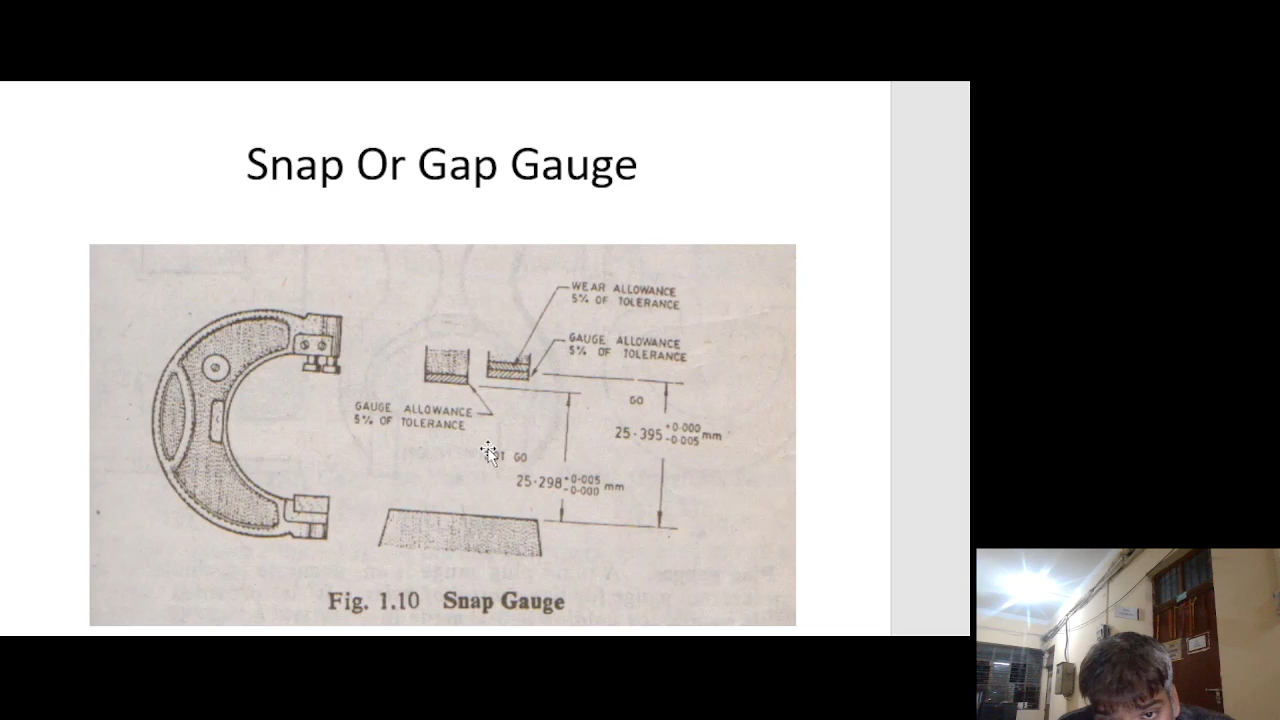 Snap Or Gap Gauge
WEAR ALLOWANCE
5% OF TOLERANCE
GAUGE ALLOWANCE
5% OF TOLERANCE
GAUGE ALLOWANCE
5% OF TOLERANCE
GO
25·395 +0·000 -0·005 mm
GO
25·298 +0·005 -0·000 mm
Fig. 1.10 Snap Gauge